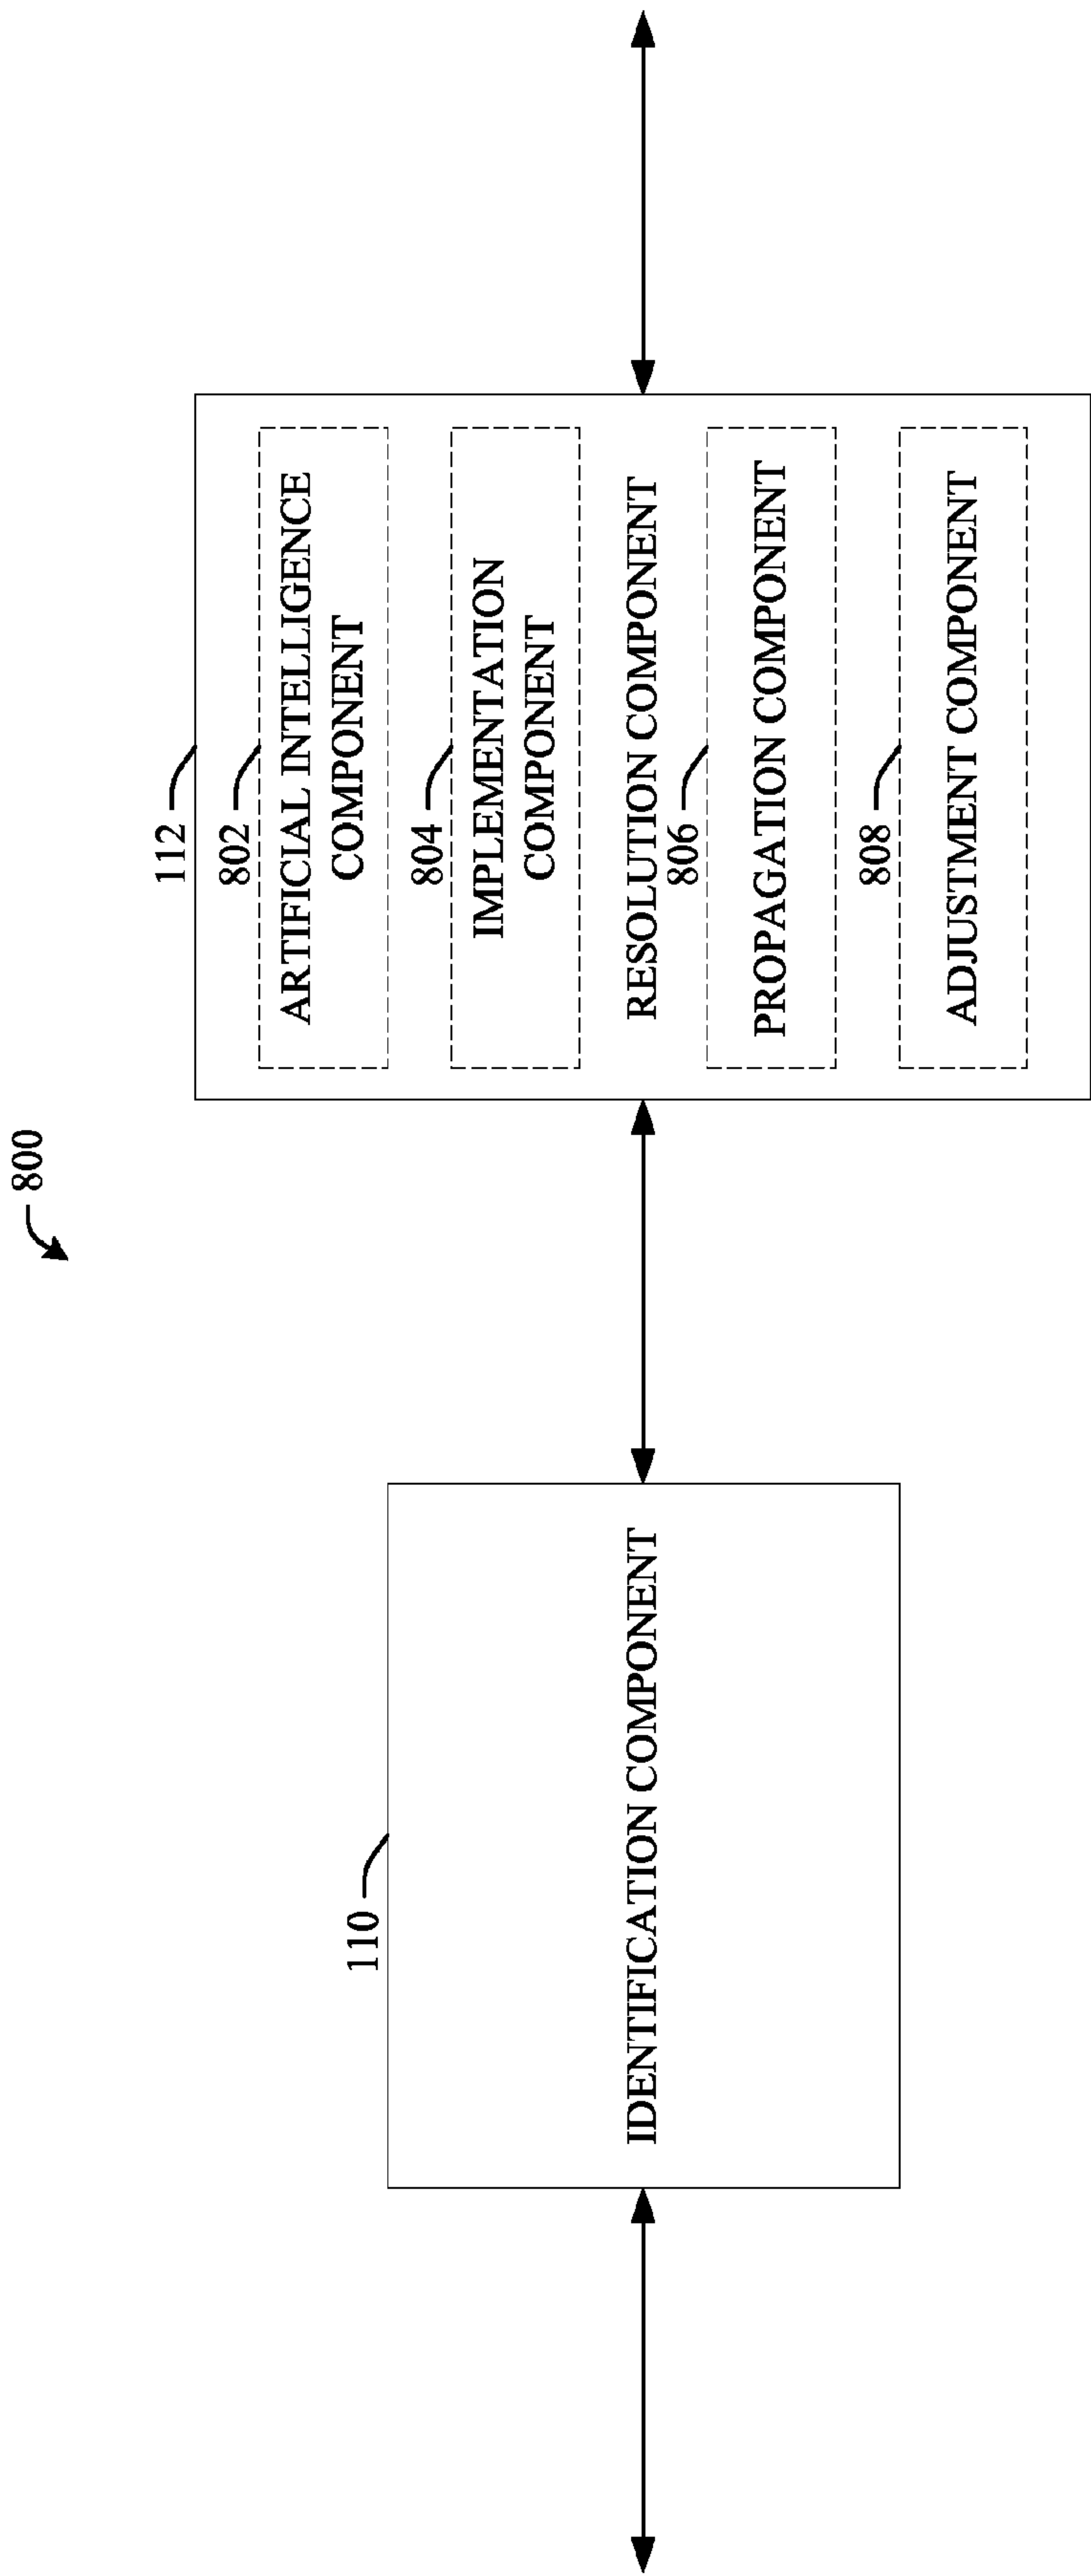 800
110
IDENTIFICATION COMPONENT
112
802
ARTIFICIAL INTELLIGENCE
COMPONENT
804
IMPLEMENTATION
COMPONENT
RESOLUTION COMPONENT
806
PROPAGATION COMPONENT
808
ADJUSTMENT COMPONENT